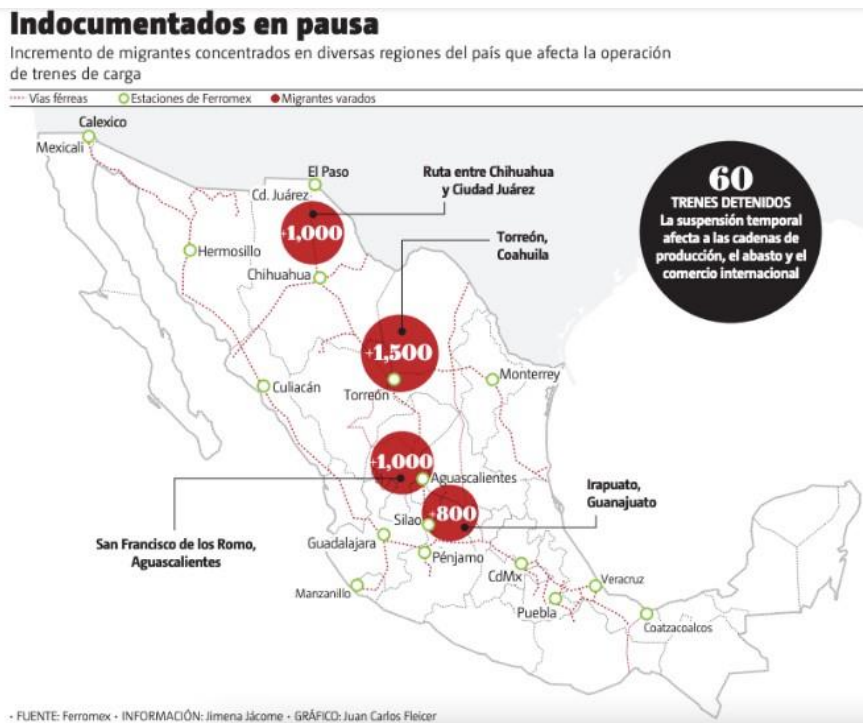 Indocumentados en pausa
Incremento de migrantes concentrados en diversas regiones del país que afecta la operación
de trenes de carga
Vías férreas
Estaciones de Ferromex
Migrantes varados
Calexico
Mexicali
El Paso
Cd. Juárez
Ruta entre Chihuahua
y Ciudad Juárez
+1,000
60
TRENES DETENIDOS
La suspensión temporal
afecta a las cadenas de
producción, el abasto y el
comercio internacional
Hermosillo
Chihuahua
Torreón,
Coahuila
+1,500
Culiacán
Torreón
Monterrey
+1,000
Aguascalientes
Irapuato,
Guanajuato
+800
Silao
San Francisco de los Romo,
Aguascalientes
Guadalajara
Pénjamo
CdMx
Veracruz
Manzanillo
Puebla
Coatzacoalcos
• FUENTE: Ferromex • INFORMACIÓN: Jimena Jácome • GRÁFICO: Juan Carlos Fleicer